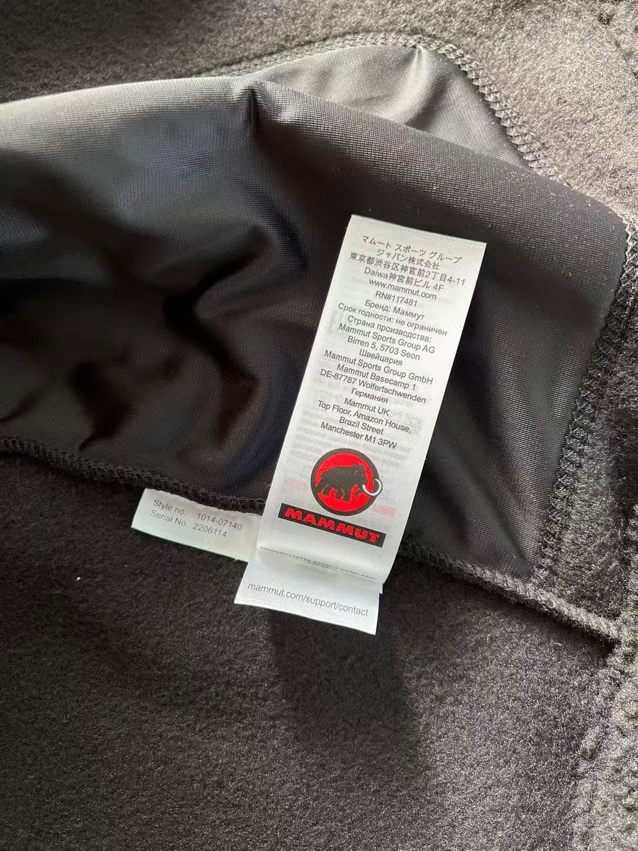 マムート スポーツ グループ
ジャパン株式会社
東京都渋谷区神宮前2丁目4-11
Daiwa神宮前ビル 4F
www.mammut.com
RN#117481
Бренд: Маммут
Срок годности: не ограничен
Страна производства:
Mammut Sports Group AG
Birren 5, 5703 Seon
Швейцария
Mammut Sports Group GmbH
Mammut Basecamp 1
DE-87787 Wolfertschwenden
Германия
Mammut UK
Top Floor, Amazon House,
Brazil Street
Manchester M1 3PW
MAMMUT
Style no. 1014-07140
Serial No. 2206114
mammut.com/support/contact